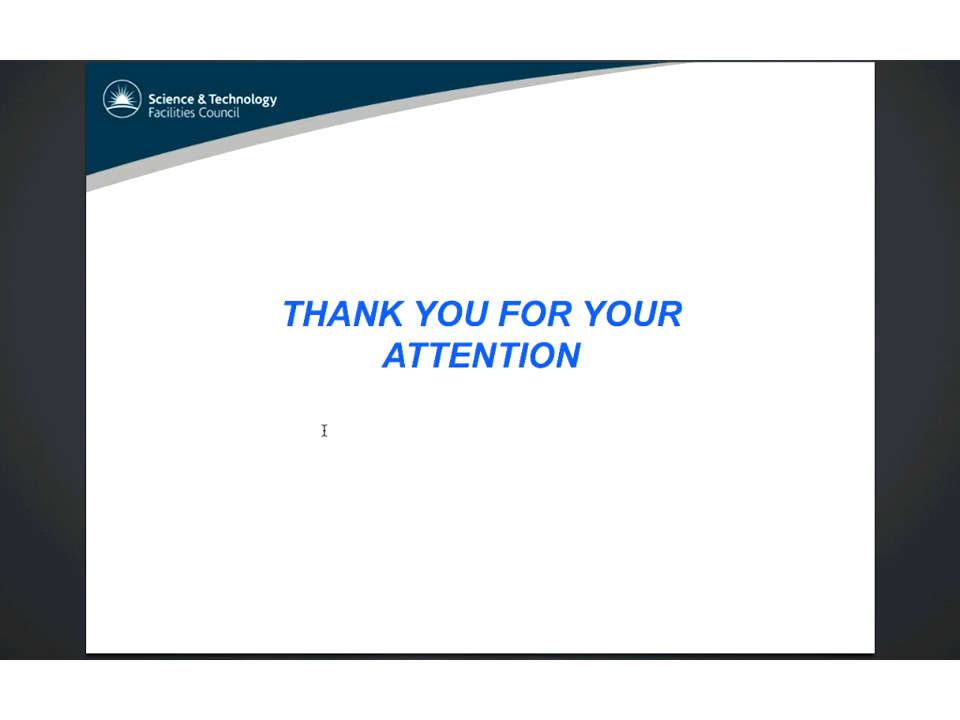 Science & Technology
Facilities Council
THANK YOU FOR YOUR
ATTENTION